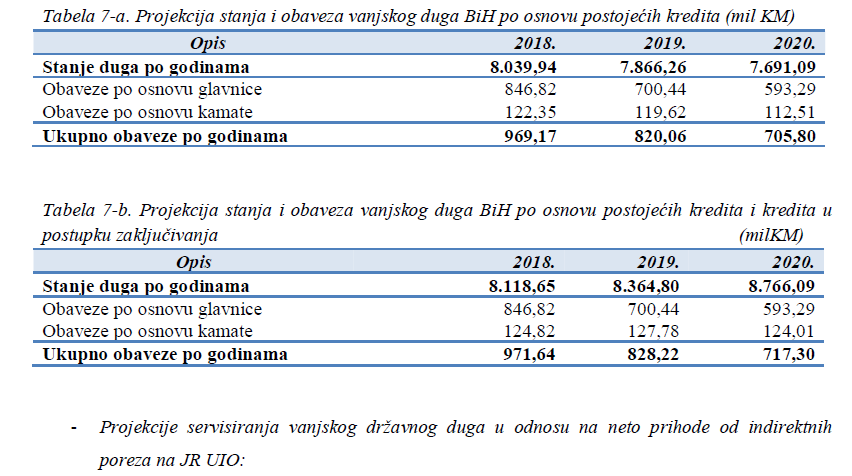 Tabela 7-a. Projekcija stanja i obaveza vanjskog duga BiH po osnovu postojećih kredita (mil KM)
Opis 2018. 2019. 2020.
Stanje duga po godinama 8.039,94 7.866,26 7.691,09
Obaveze po osnovu glavnice 846,82 700,44 593,29
Obaveze po osnovu kamate 122,35 119,62 112,51
Ukupno obaveze po godinama 969,17 820,06 705,80
Tabela 7-b. Projekcija stanja i obaveza vanjskog duga BiH po osnovu postojećih kredita i kredita u
postupku zaključivanja (milKM)
Opis 2018. 2019. 2020.
Stanje duga po godinama 8.118,65 8.364,80 8.766,09
Obaveze po osnovu glavnice 846,82 700,44 593,29
Obaveze po osnovu kamate 124,82 127,78 124,01
Ukupno obaveze po godinama 971,64 828,22 717,30
- Projekcije servisiranja vanjskog državnog duga u odnosu na neto prihode od indirektnih
poreza na JR UIO: